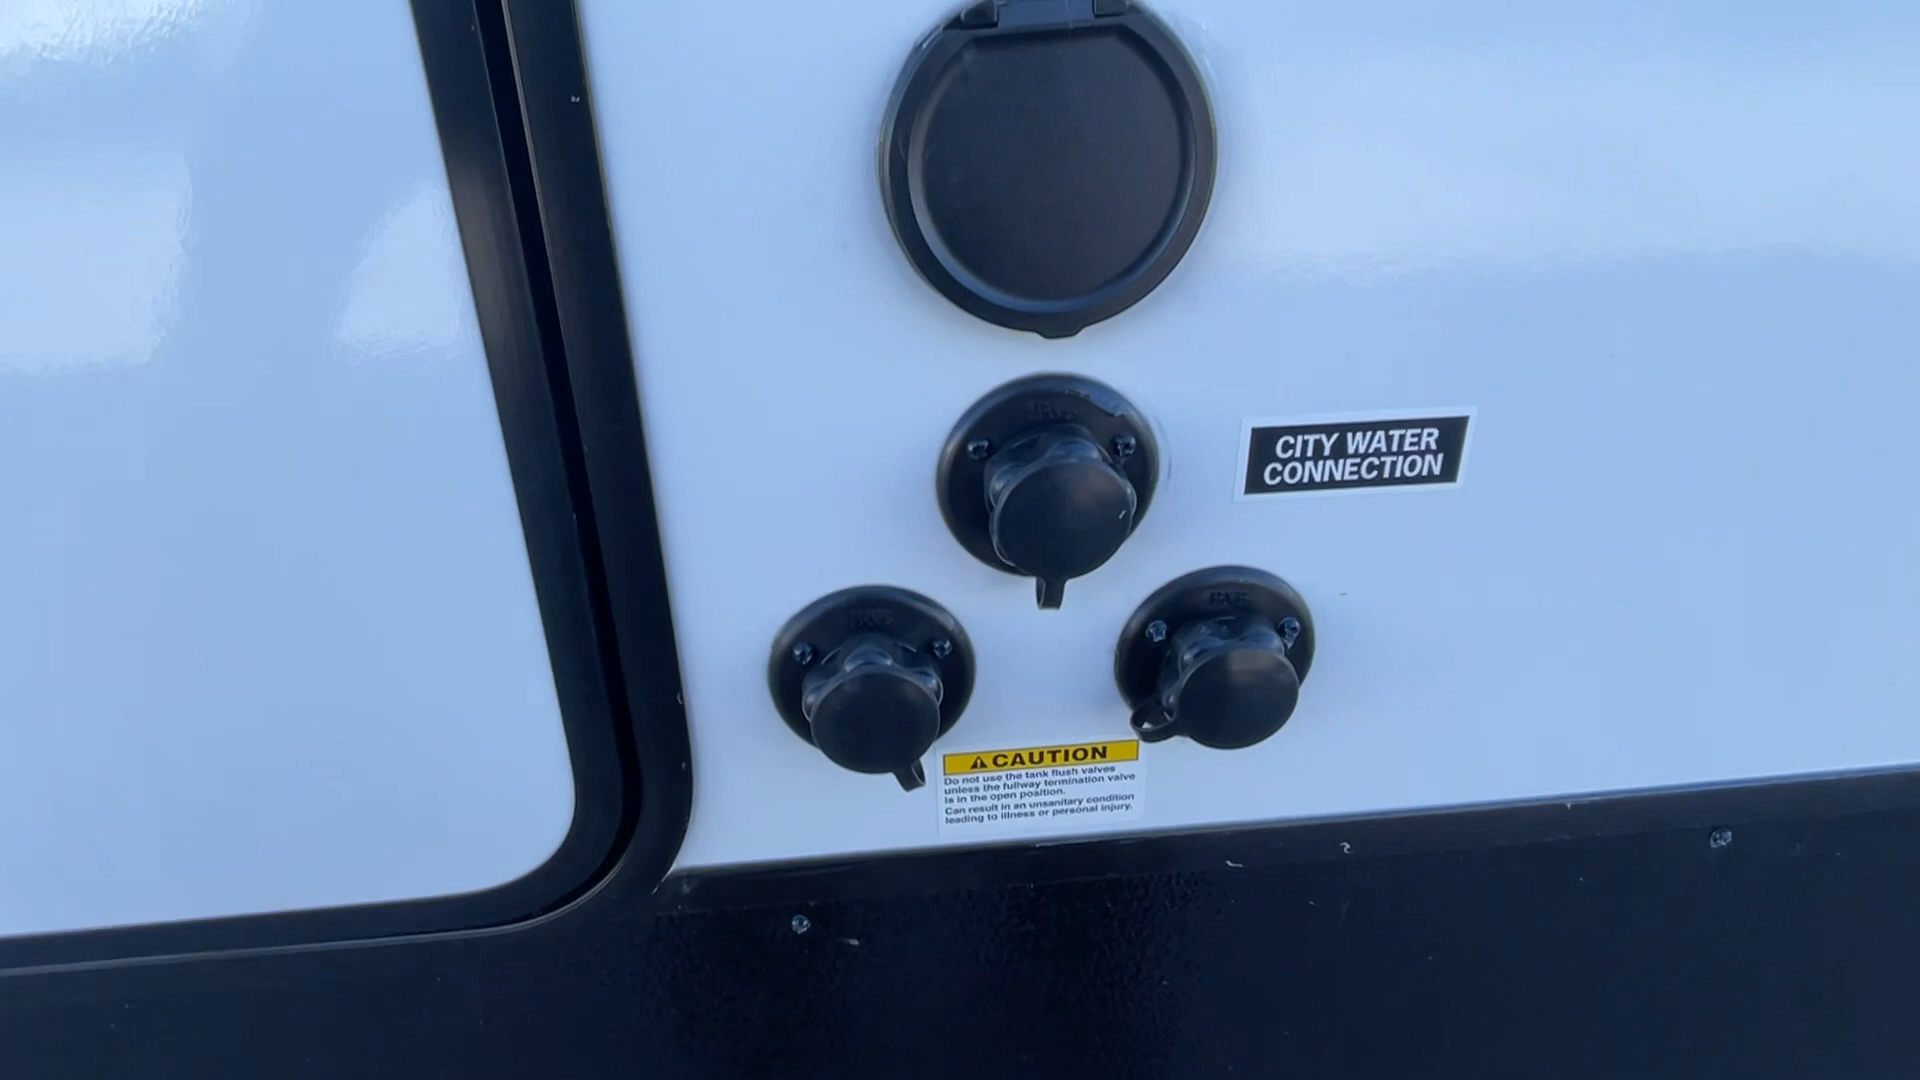 CITY WATER
CONNECTION
CAUTION
Do not use the tank flush valves
unless the fullway termination valve
is in the open position.
Can result in an unsanitary condition
leading to illness or personal injury.